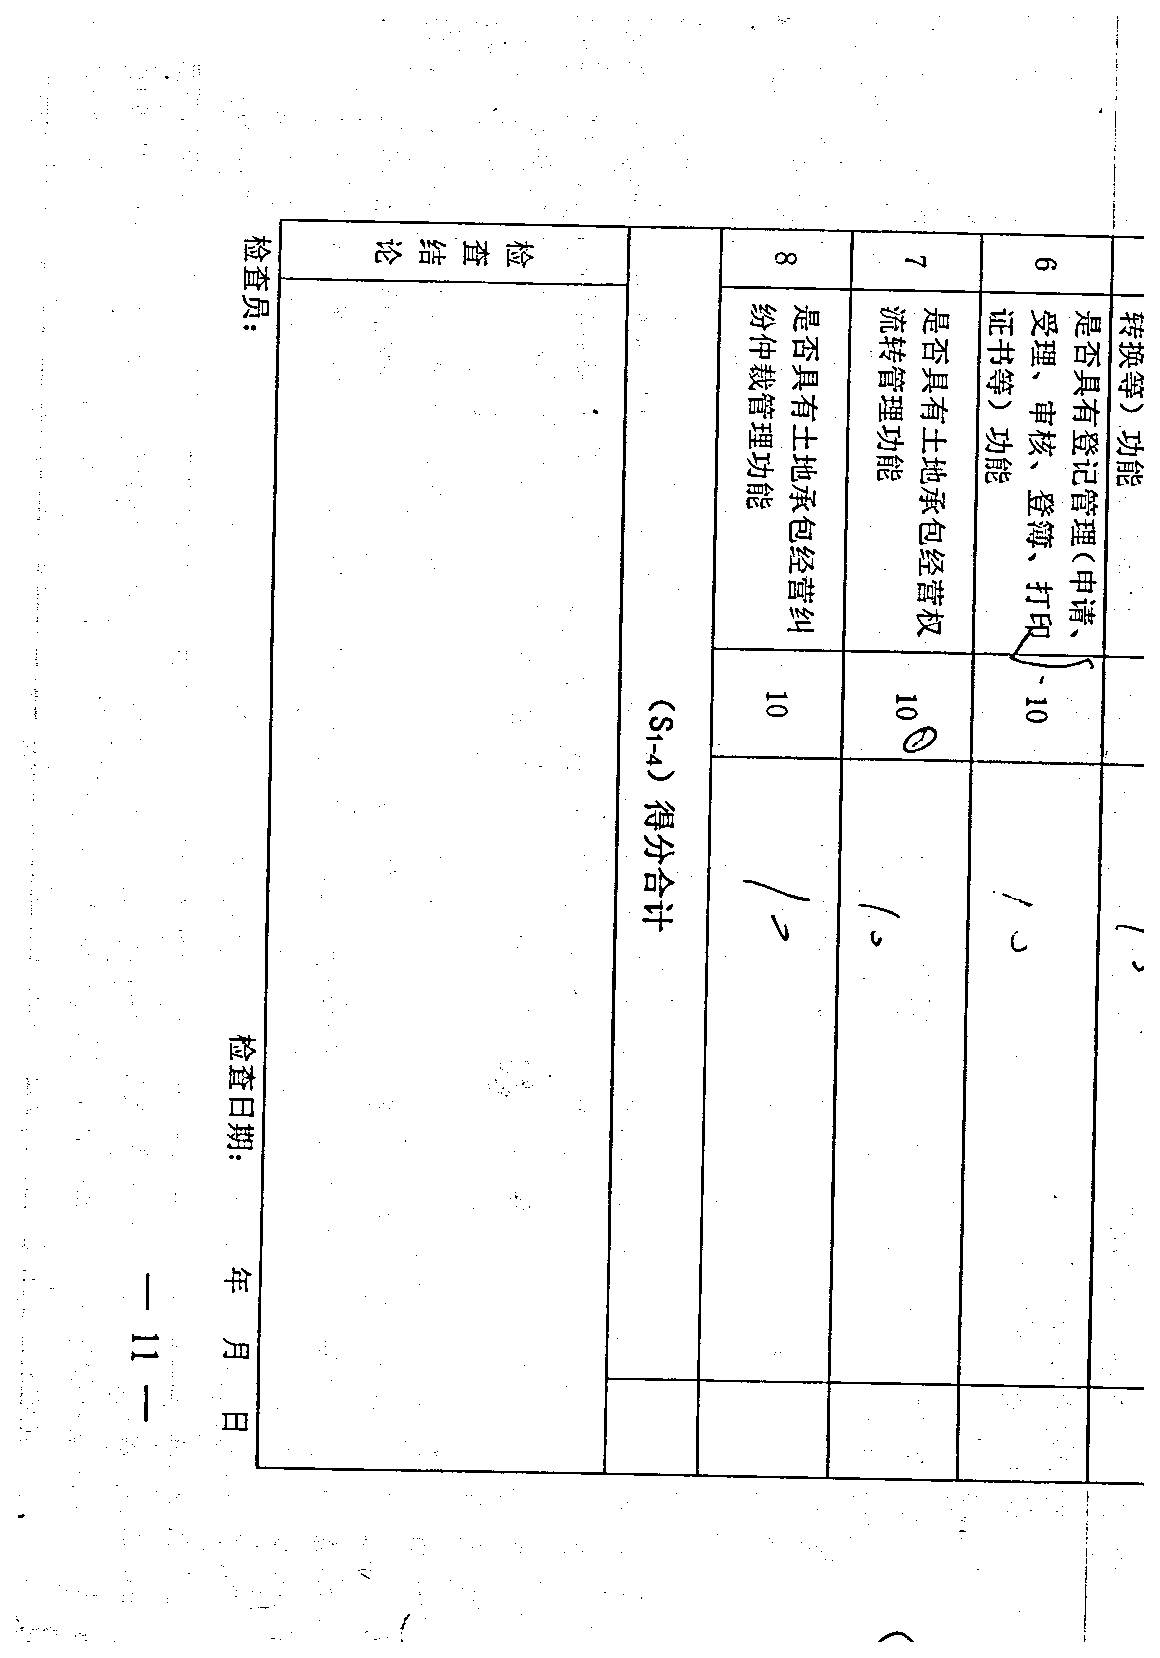 转换等）功能
10
6
是否具有登记管理（申请、
受理、审核、登簿、打印
证书等）功能
10
10
7
是否具有土地承包经营权
流转管理功能
10
10
8
是否具有土地承包经营纠
纷仲裁管理功能
10
10
（S1-4）得分合计
检查结论
检查员：
检查日期：
年 月 日
— 11 —